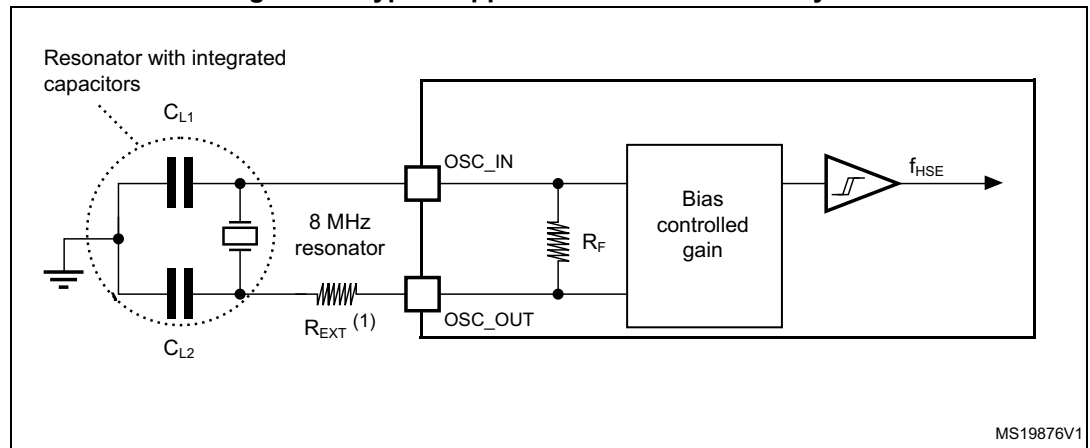 Resonator with integrated
capacitors
CL1
OSC_IN
fHSE
8 MHz
resonator
RF
Bias
controlled
gain
REXT (1)
OSC_OUT
CL2
MS19876V1